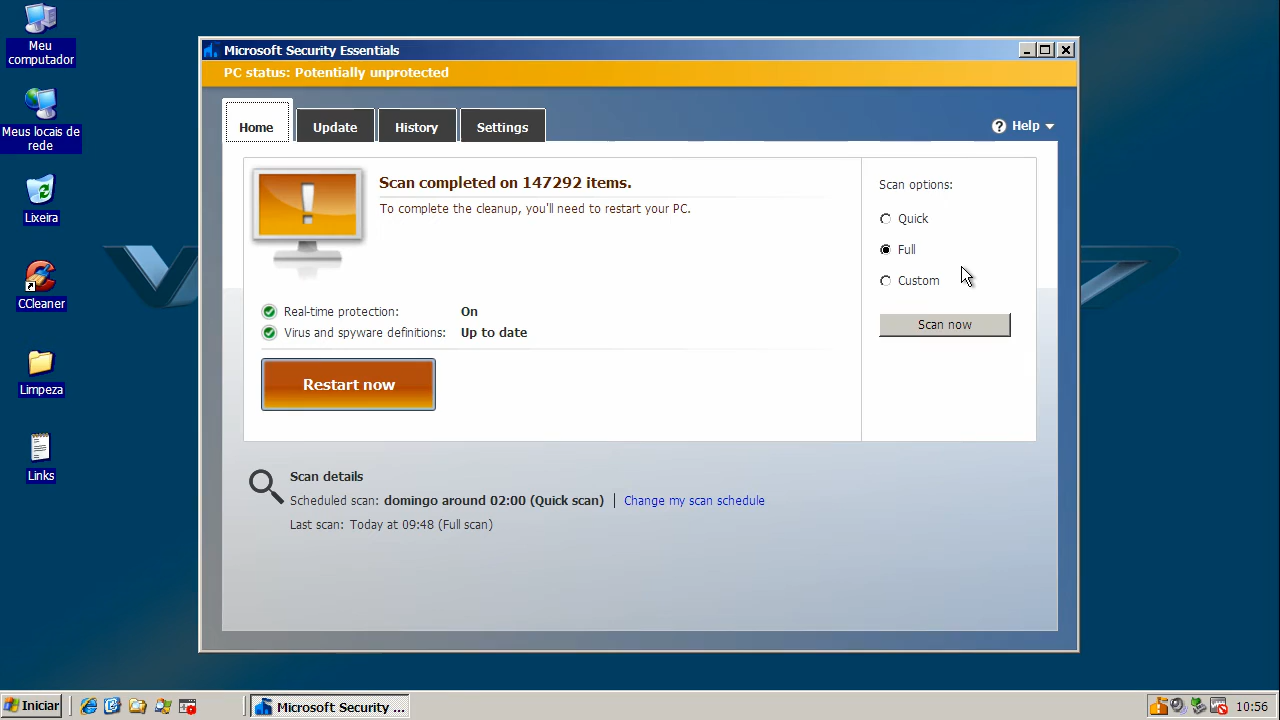 Meu
computador
Meus locais de
rede
Lixeira
CCleaner
Limpeza
Links
Microsoft Security Essentials
PC status: Potentially unprotected
Home
Update
History
Settings
? Help
Scan completed on 147292 items.
To complete the cleanup, you'll need to restart your PC.
Real-time protection: On
Virus and spyware definitions: Up to date
Restart now
Scan options:
Quick
Full
Custom
Scan now
Scan details
Scheduled scan: domingo around 02:00 (Quick scan) | Change my scan schedule
Last scan: Today at 09:48 (Full scan)
Iniciar
Microsoft Security ...
10:56